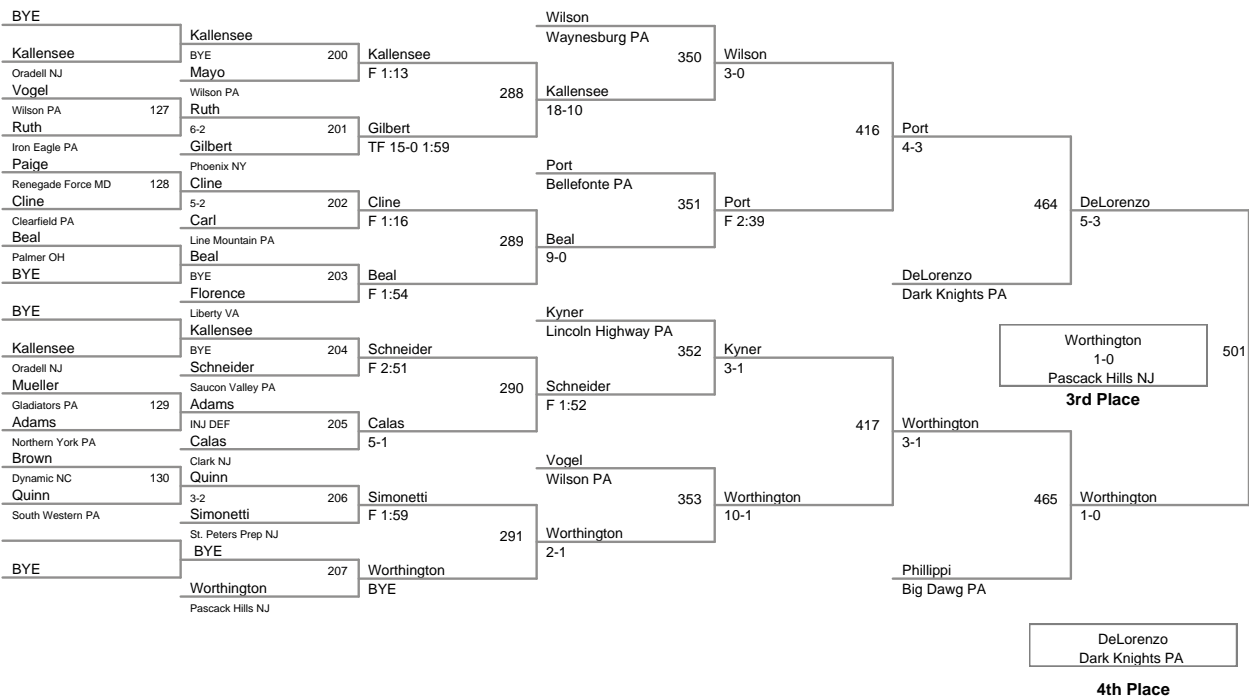 BYE
Kallensee
Oradell NJ
Vogel
Wilson PA
127
Ruth
Iron Eagle PA
Paige
Renegade Force MD
128
Cline
Clearfield PA
Beal
Palmer OH
BYE
BYE
Kallensee
Oradell NJ
Mueller
Gladiators PA
129
Adams
Northern York PA
Brown
Dynamic NC
130
Quinn
South Western PA
BYE
Kallensee
BYE
200
Mayo
Wilson PA
Ruth
6-2
201
Gilbert
Phoenix NY
Cline
5-2
202
Carl
Line Mountain PA
Beal
BYE
203
Florence
Liberty VA
Kallensee
BYE
204
Schneider
Saucon Valley PA
Adams
INJ DEF
205
Calas
Clark NJ
Quinn
3-2
206
Simonetti
St. Peters Prep NJ
BYE
207
Worthington
Pascack Hills NJ
Kallensee
F 1:13
288
Gilbert
TF 15-0 1:59
Cline
F 1:16
289
Beal
F 1:54
Schneider
F 2:51
290
Calas
5-1
Simonetti
F 1:59
291
Worthington
BYE
Wilson
Waynesburg PA
350
Kallensee
18-10
Port
Bellefonte PA
351
Beal
9-0
Kyner
Lincoln Highway PA
352
Schneider
F 1:52
Vogel
Wilson PA
353
Worthington
2-1
Wilson
3-0
416
Port
F 2:39
Kyner
3-1
417
Worthington
10-1
Port
4-3
464
DeLorenzo
Dark Knights PA
Worthington
3-1
465
Phillippi
Big Dawg PA
DeLorenzo
5-3
501
Worthington
1-0
Worthington
1-0
Pascack Hills NJ
3rd Place
DeLorenzo
Dark Knights PA
4th Place